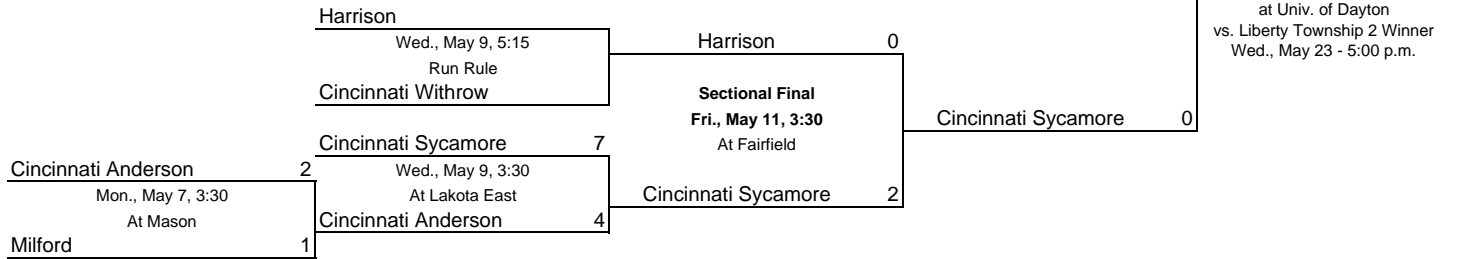 at Univ. of Dayton
Harrison
vs. Liberty Township 2 Winner
Wed., May 9, 5:15
Harrison 0
Wed., May 23 - 5:00 p.m.
Run Rule
Cincinnati Withrow
Sectional Final
Fri., May 11, 3:30
Cincinnati Sycamore 0
Cincinnati Sycamore 7
At Fairfield
Cincinnati Anderson 2
Wed., May 9, 3:30
Mon., May 7, 3:30
At Lakota East
Cincinnati Sycamore 2
At Mason
Cincinnati Anderson 4
Milford 1